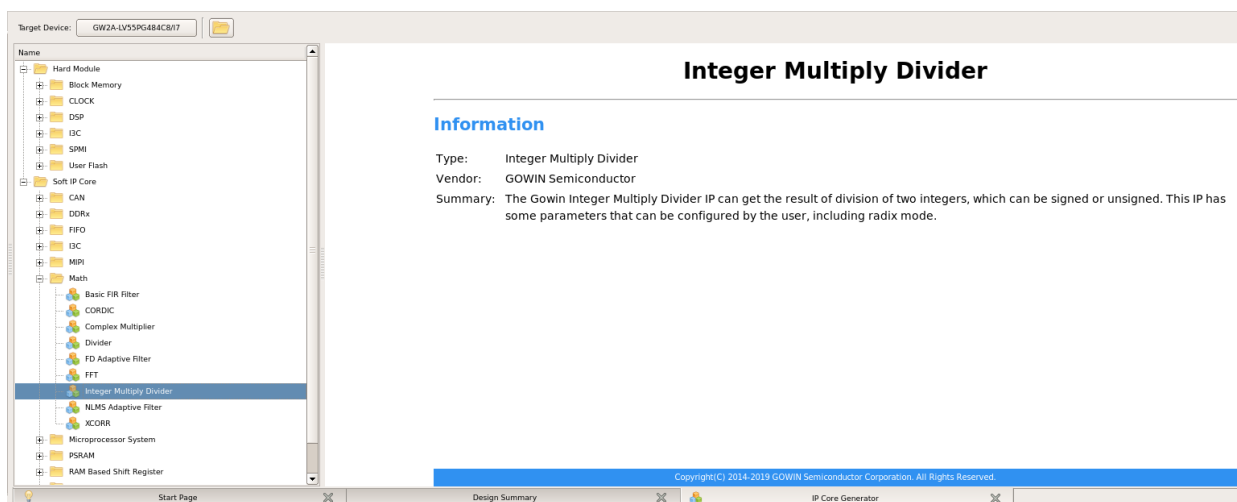 Target Device: GW2A-LV55PG484C8/I7
Name
Hard Module
Block Memory
CLOCK
DSP
I3C
SPMI
User Flash
Soft IP Core
CAN
DDRx
FIFO
I3C
MIPI
Math
Basic FIR Filter
CORDIC
Complex Multiplier
Divider
FD Adaptive Filter
FFT
Integer Multiply Divider
NLMS Adaptive Filter
XCORR
Microprocessor System
PSRAM
RAM Based Shift Register
Integer Multiply Divider
Information
Type: Integer Multiply Divider
Vendor: GOWIN Semiconductor
Summary: The Gowin Integer Multiply Divider IP can get the result of division of two integers, which can be signed or unsigned. This IP has
some parameters that can be configured by the user, including radix mode.
Copyright(C) 2014-2019 GOWIN Semiconductor Corporation. All Rights Reserved.
Start Page Design Summary IP Core Generator